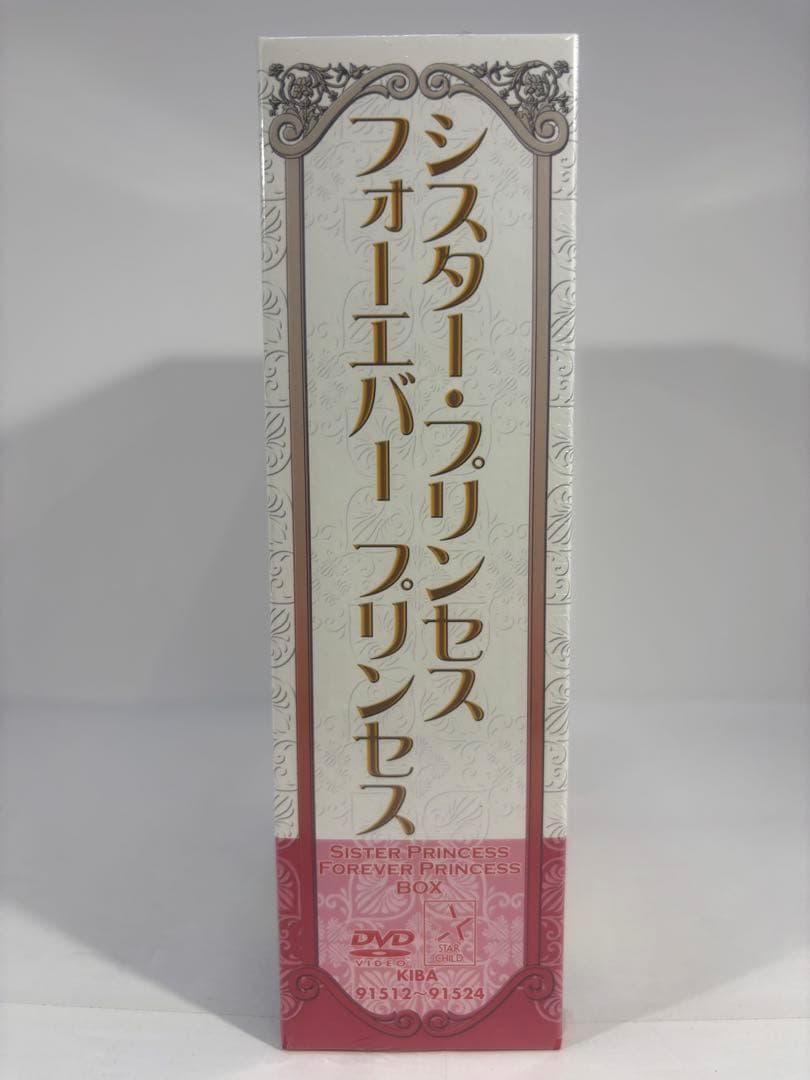 シスター・プリンセス
フォーエバー プリンセス
SISTER PRINCESS
FOREVER PRINCESS
BOX
DVD
VIDEO
STAR
CHILD
KIBA
91512～91524